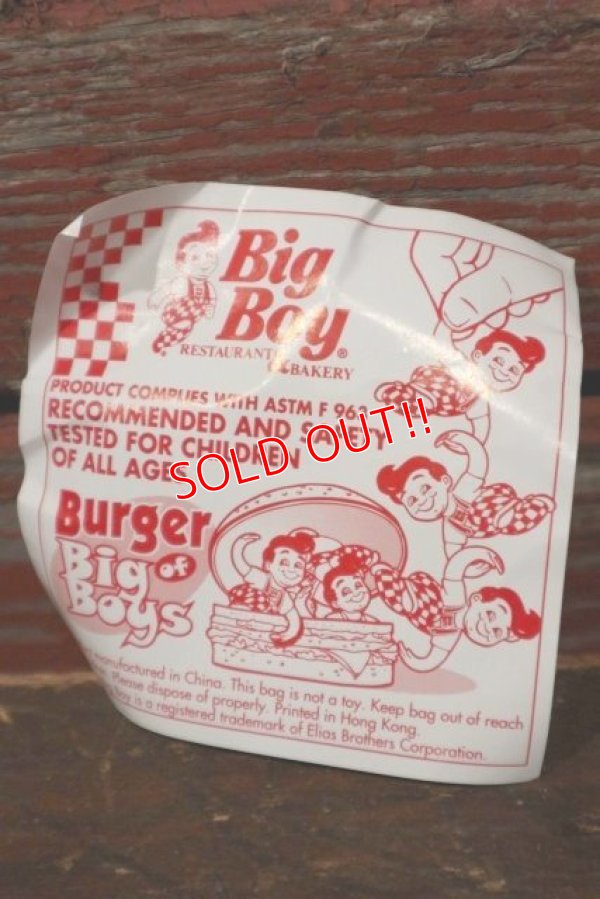 Big
Boy®
RESTAURANT & BAKERY
PRODUCT COMPLIES WITH ASTM F 963
RECOMMENDED AND SAFETY
TESTED FOR CHILDREN
OF ALL AGES
SOLD OUT!!
Burger
of
Big
Boys
manufactured in China. This bag is not a toy. Keep bag out of reach
Please dispose of properly. Printed in Hong Kong.
Boy is a registered trademark of Elias Brothers Corporation.